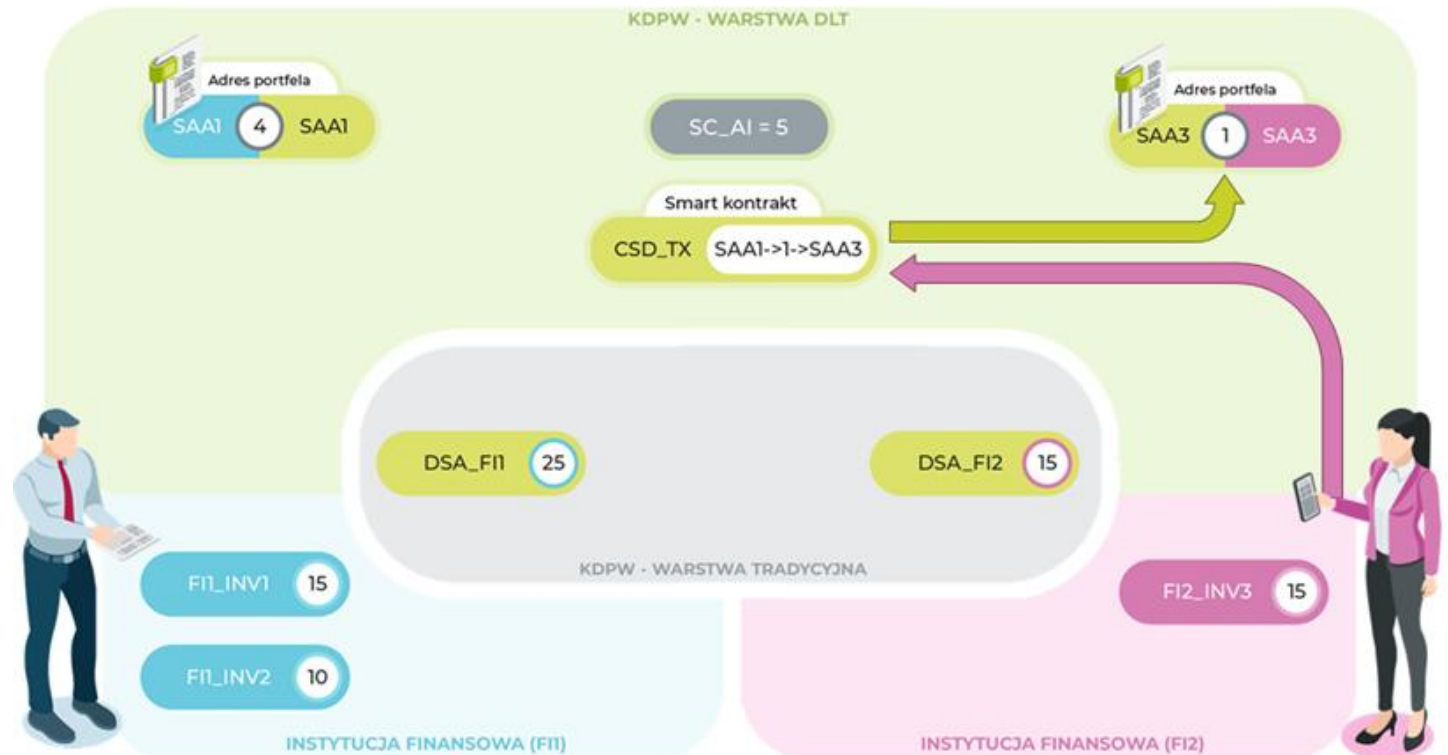 KDPW - WARSTWA DLT
Adres portfela
SAA1 4 SAA1
SC_AI = 5
Adres portfela
SAA3 1 SAA3
Smart kontrakt
CSD_TX SAA1->1->SAA3
DSA_FI1 25
DSA_FI2 15
KDPW - WARSTWA TRADYCYJNA
FI1_INV1 15
FI1_INV2 10
FI2_INV3 15
INSTYTUCJA FINANSOWA (FI1)
INSTYTUCJA FINANSOWA (FI2)